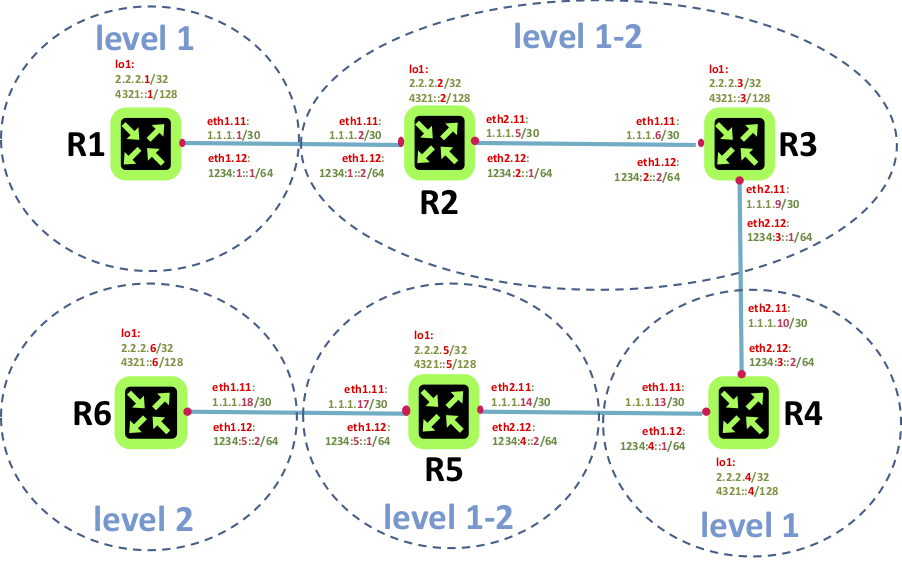 level 1
level 1-2
lo1:
2.2.2.1/32
4321::1/128
lo1:
2.2.2.2/32
4321::2/128
lo1:
2.2.2.3/32
4321::3/128
R1
eth1.11:
1.1.1.1/30
eth1.12:
1234:1::1/64
eth1.11:
1.1.1.2/30
eth1.12:
1234:1::2/64
R2
eth2.11:
1.1.1.5/30
eth2.12:
1234:2::1/64
eth1.11:
1.1.1.6/30
eth1.12:
1234:2::2/64
R3
eth2.11:
1.1.1.9/30
eth2.12:
1234:3::1/64
eth2.11:
1.1.1.10/30
eth2.12:
1234:3::2/64
lo1:
2.2.2.6/32
4321::6/128
lo1:
2.2.2.5/32
4321::5/128
R6
eth1.11:
1.1.1.18/30
eth1.12:
1234:5::2/64
eth1.11:
1.1.1.17/30
eth1.12:
1234:5::1/64
R5
eth2.11:
1.1.1.14/30
eth2.12:
1234:4::2/64
eth1.11:
1.1.1.13/30
eth1.12:
1234:4::1/64
R4
lo1:
2.2.2.4/32
4321::4/128
level 2
level 1-2
level 1